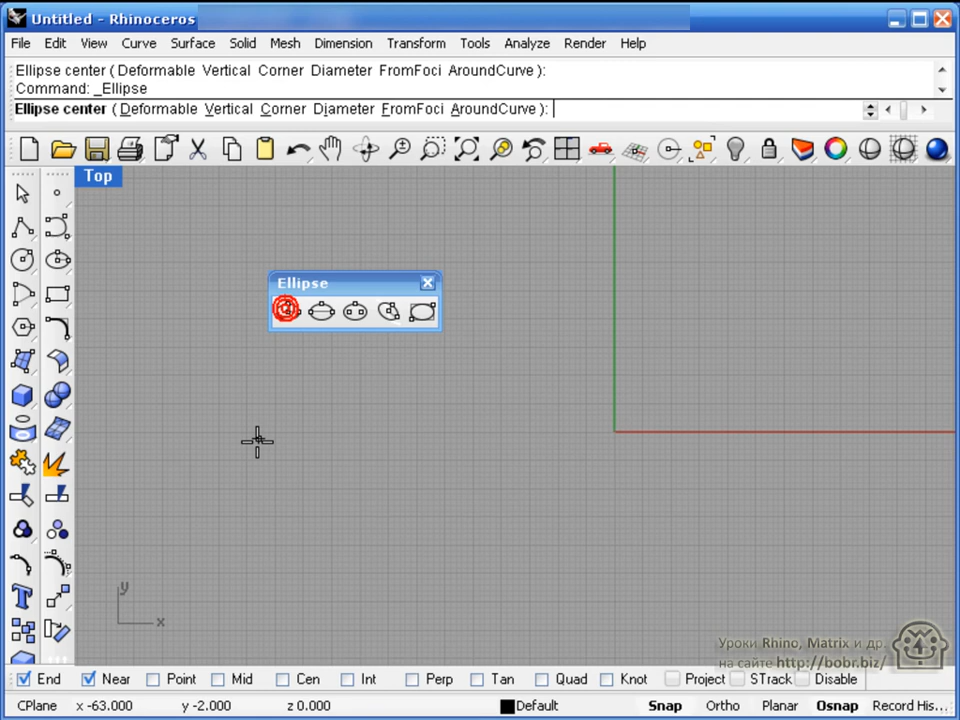 Untitled - Rhinoceros
File Edit View Curve Surface Solid Mesh Dimension Transform Tools Analyze Render Help
Ellipse center ( Deformable Vertical Corner Diameter FromFoci AroundCurve ):
Command: _Ellipse
Ellipse center ( Deformable Vertical Corner Diameter FromFoci AroundCurve ):
Top
Ellipse
y
x
Уроки Rhino, Matrix и др.
на сайте http://bobr.biz/
End Near Point Mid Cen Int Perp Tan Quad Knot Project STrack Disable
CPlane x -63.000 y -2.000 z 0.000 Default Snap Ortho Planar Osnap Record His...